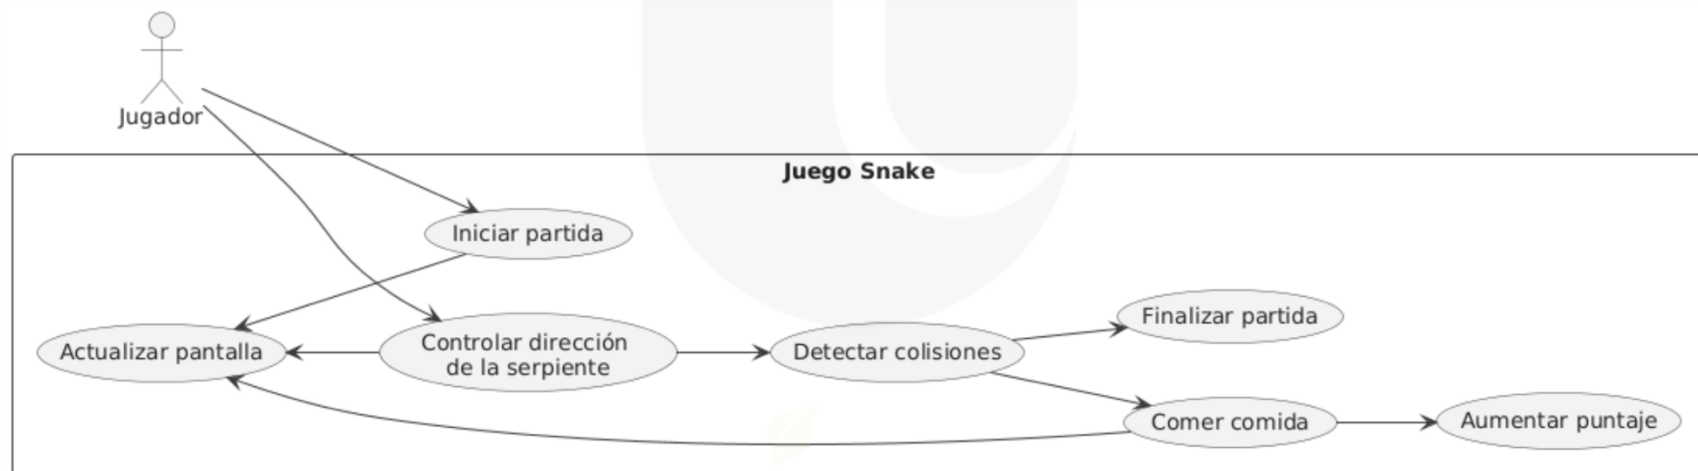 Jugador
Juego Snake
Iniciar partida
Finalizar partida
Actualizar pantalla
Controlar dirección
de la serpiente
Detectar colisiones
Comer comida
Aumentar puntaje